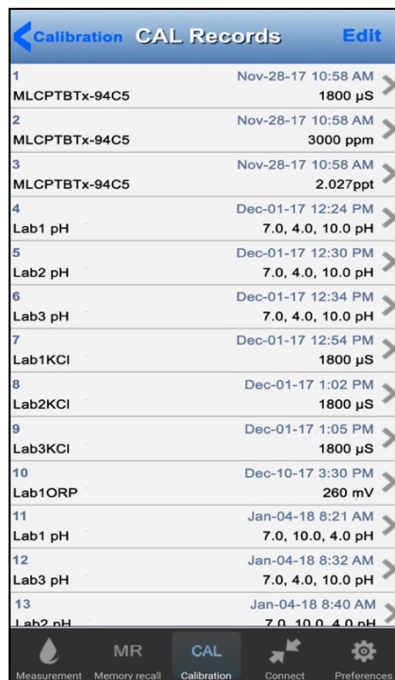 Calibration CAL Records Edit
1 Nov-28-17 10:58 AM
MLCPTBTx-94C5 1800 µS
2 Nov-28-17 10:58 AM
MLCPTBTx-94C5 3000 ppm
3 Nov-28-17 10:58 AM
MLCPTBTx-94C5 2.027ppt
4 Dec-01-17 12:24 PM
Lab1 pH 7.0, 4.0, 10.0 pH
5 Dec-01-17 12:30 PM
Lab2 pH 7.0, 4.0, 10.0 pH
6 Dec-01-17 12:34 PM
Lab3 pH 7.0, 4.0, 10.0 pH
7 Dec-01-17 12:54 PM
Lab1KCl 1800 µS
8 Dec-01-17 1:02 PM
Lab2KCl 1800 µS
9 Dec-01-17 1:05 PM
Lab3KCl 1800 µS
10 Dec-10-17 3:30 PM
Lab1ORP 260 mV
11 Jan-04-18 8:21 AM
Lab1 pH 7.0, 10.0, 4.0 pH
12 Jan-04-18 8:32 AM
Lab3 pH 7.0, 4.0, 10.0 pH
13 Jan-04-18 8:40 AM
Lab2 pH 7.0, 10.0, 4.0 pH
MR CAL
Measurement Memory recall Calibration Connect Preferences